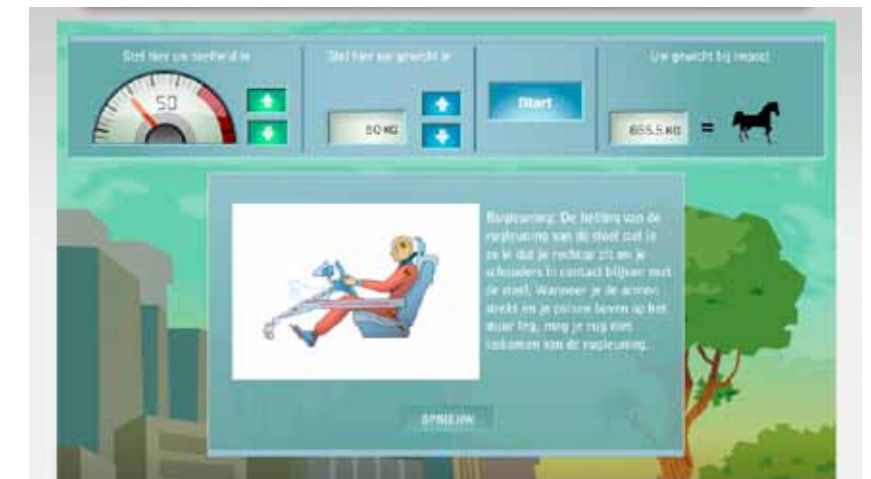 Stel hier uw snelheid in
Stel hier uw gewicht in
Uw gewicht bij impact
50
Start
50 KG
655.5 KG
=
Rugleuning: De helling van de
rugleuning van de stoel stel je
zo in dat je rechtop zit en je
schouders in contact blijven met
de stoel. Wanneer je de armen
strekt en je polsen boven op het
stuur leg, mag je rug niet
loskomen van de rugleuning.
OPNIEUW